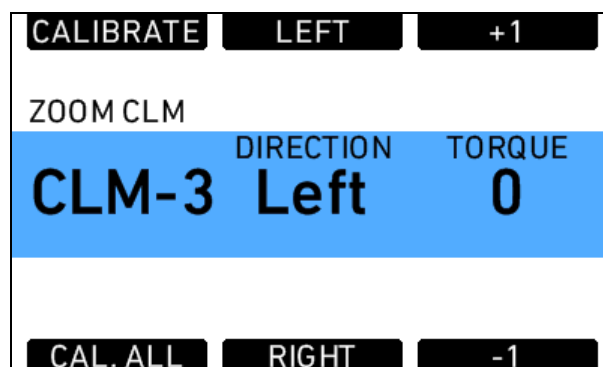 CALIBRATE LEFT +1
ZOOM CLM
DIRECTION TORQUE
CLM-3 Left 0
CAL. ALL RIGHT -1